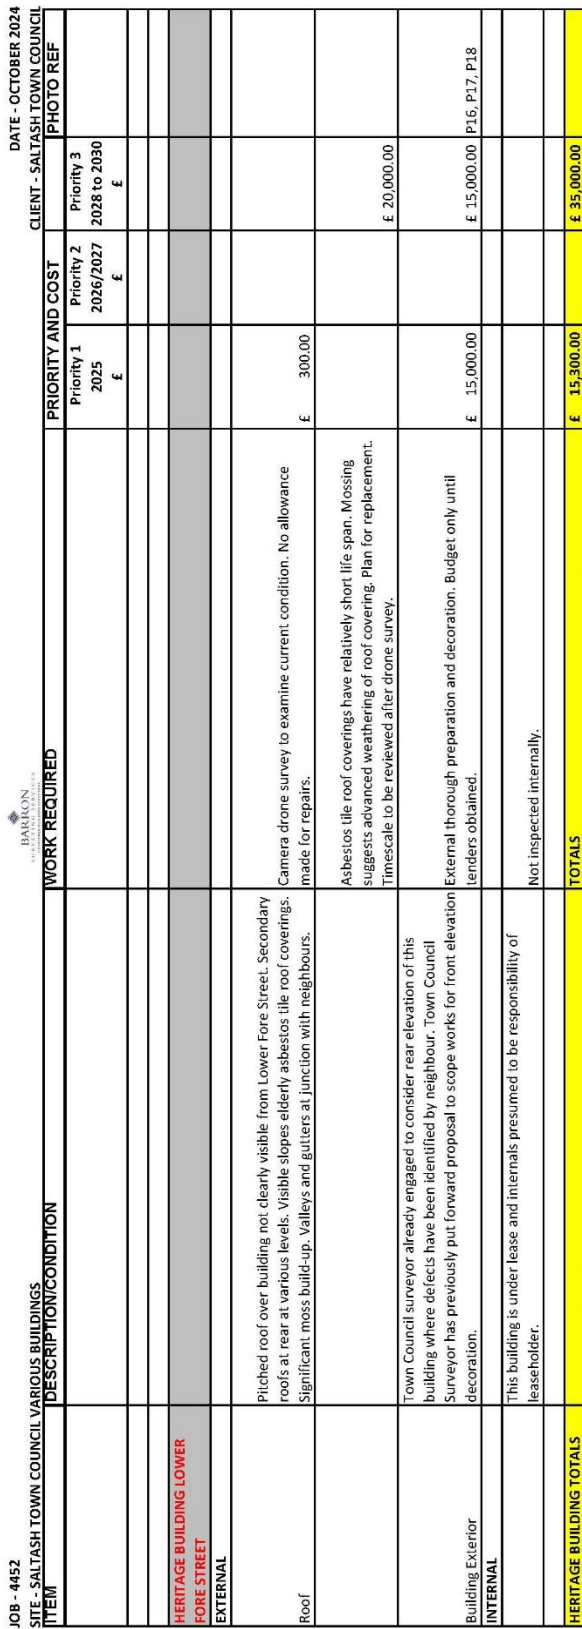 JOB - 4452
DATE - OCTOBER 2024
BARRON
SITE - SALTASH TOWN COUNCIL VARIOUS BUILDINGS
CLIENT - SALTASH TOWN COUNCIL
ITEM DESCRIPTION/CONDITION WORK REQUIRED PRIORITY AND COST PHOTO REF
Priority 1 Priority 2 Priority 3
2025 2026/2027 2028 to 2030
£ £ £
HERITAGE BUILDING LOWER
FORE STREET
EXTERNAL
Pitched roof over building not clearly visible from Lower Fore Street. Secondary
roofs at rear at various levels. Visible slopes elderly asbestos tile roof coverings.
Significant moss build-up. Valleys and gutters at junction with neighbours.
Roof
Camera drone survey to examine current condition. No allowance
made for repairs.
£ 300.00
Asbestos tile roof coverings have relatively short life span. Mossing
suggests advanced weathering of roof covering. Plan for replacement.
Timescale to be reviewed after drone survey.
£ 20,000.00
Town Council surveyor already engaged to consider rear elevation of this
building where defects have been identified by neighbour. Town Council
Surveyor has previously put forward proposal to scope works for front elevation
decoration.
Building Exterior
External thorough preparation and decoration. Budget only until
tenders obtained.
£ 15,000.00
£ 15,000.00
P16, P17, P18
INTERNAL
This building is under lease and internals presumed to be responsibility of
leaseholder.
Not inspected internally.
HERITAGE BUILDING TOTALS TOTALS £ 15,300.00 £ 35,000.00